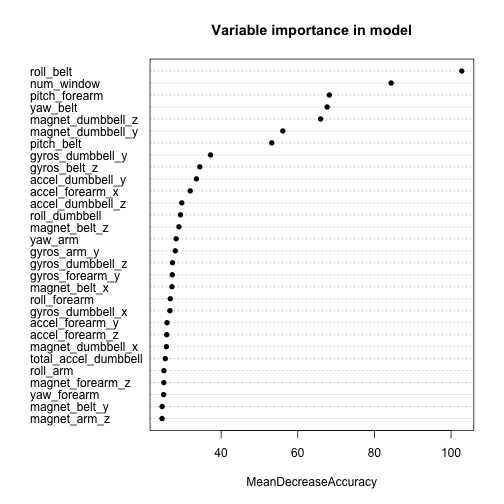 Variable importance in model
roll_belt
num_window
pitch_forearm
yaw_belt
magnet_dumbbell_z
magnet_dumbbell_y
pitch_belt
gyros_dumbbell_y
gyros_belt_z
accel_dumbbell_y
accel_forearm_x
accel_dumbbell_z
roll_dumbbell
magnet_belt_z
yaw_arm
gyros_arm_y
gyros_dumbbell_z
gyros_forearm_y
magnet_belt_x
roll_forearm
gyros_dumbbell_x
accel_forearm_y
accel_forearm_z
magnet_dumbbell_x
total_accel_dumbbell
roll_arm
magnet_forearm_z
yaw_forearm
magnet_belt_y
magnet_arm_z
40 60 80 100
MeanDecreaseAccuracy